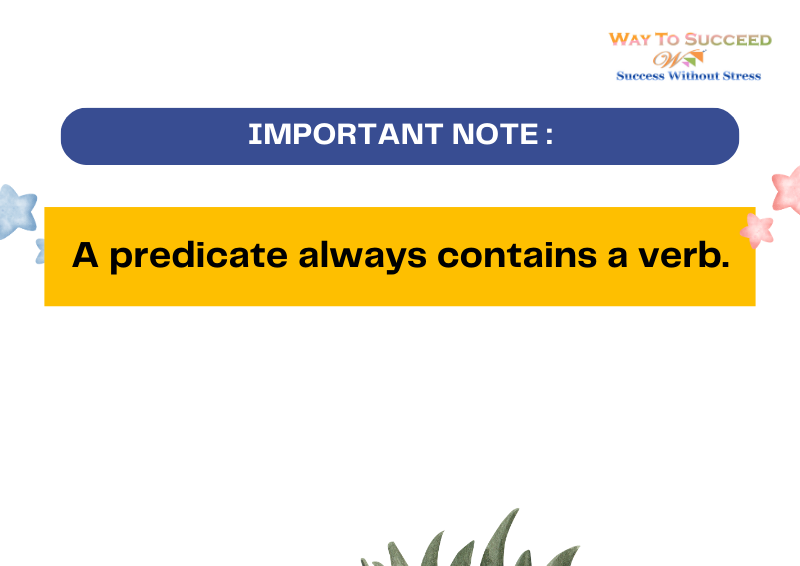 WAY TO SUCCEED
Success Without Stress
IMPORTANT NOTE :
A predicate always contains a verb.